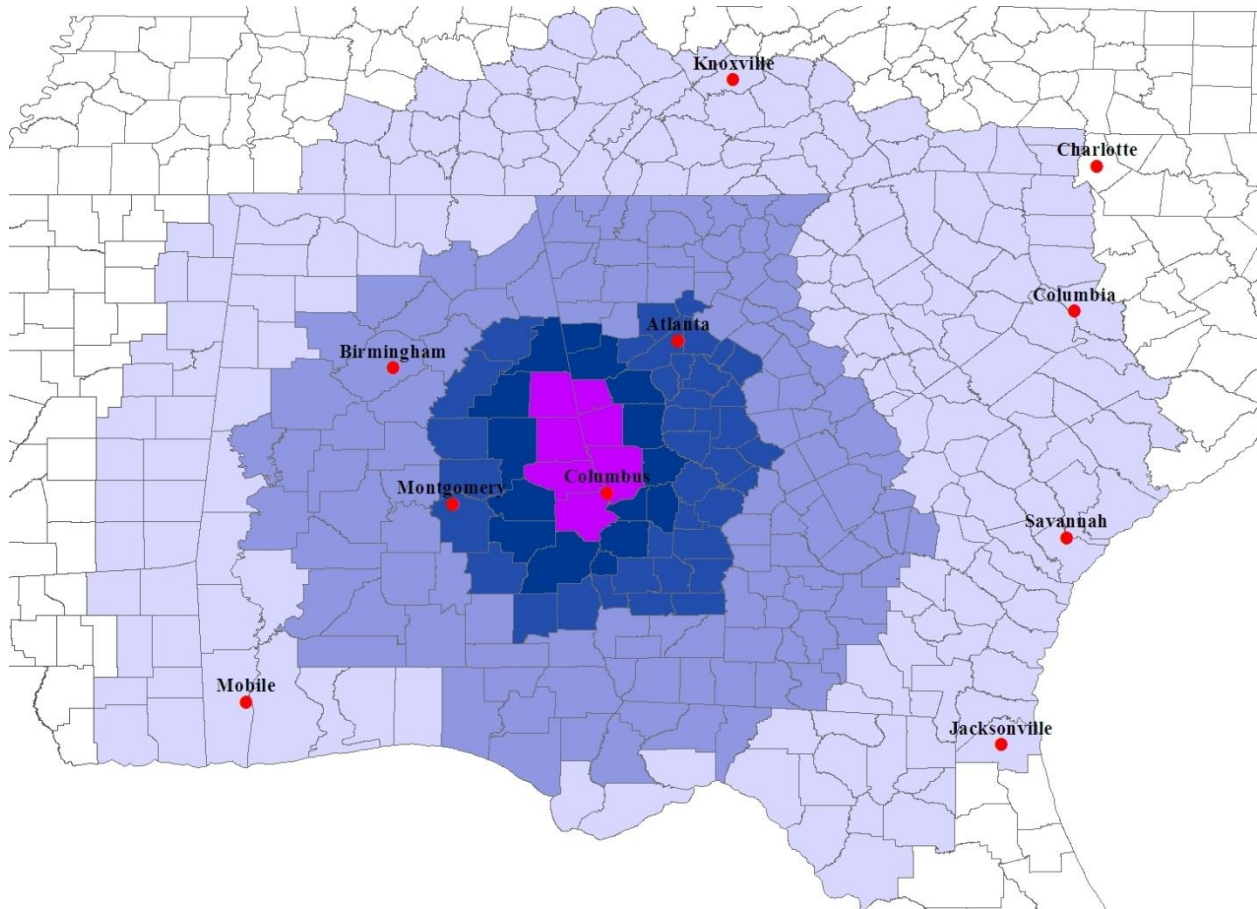 Knoxville
Charlotte
Columbia
Atlanta
Birmingham
Columbus
Montgomery
Savannah
Mobile
Jacksonville